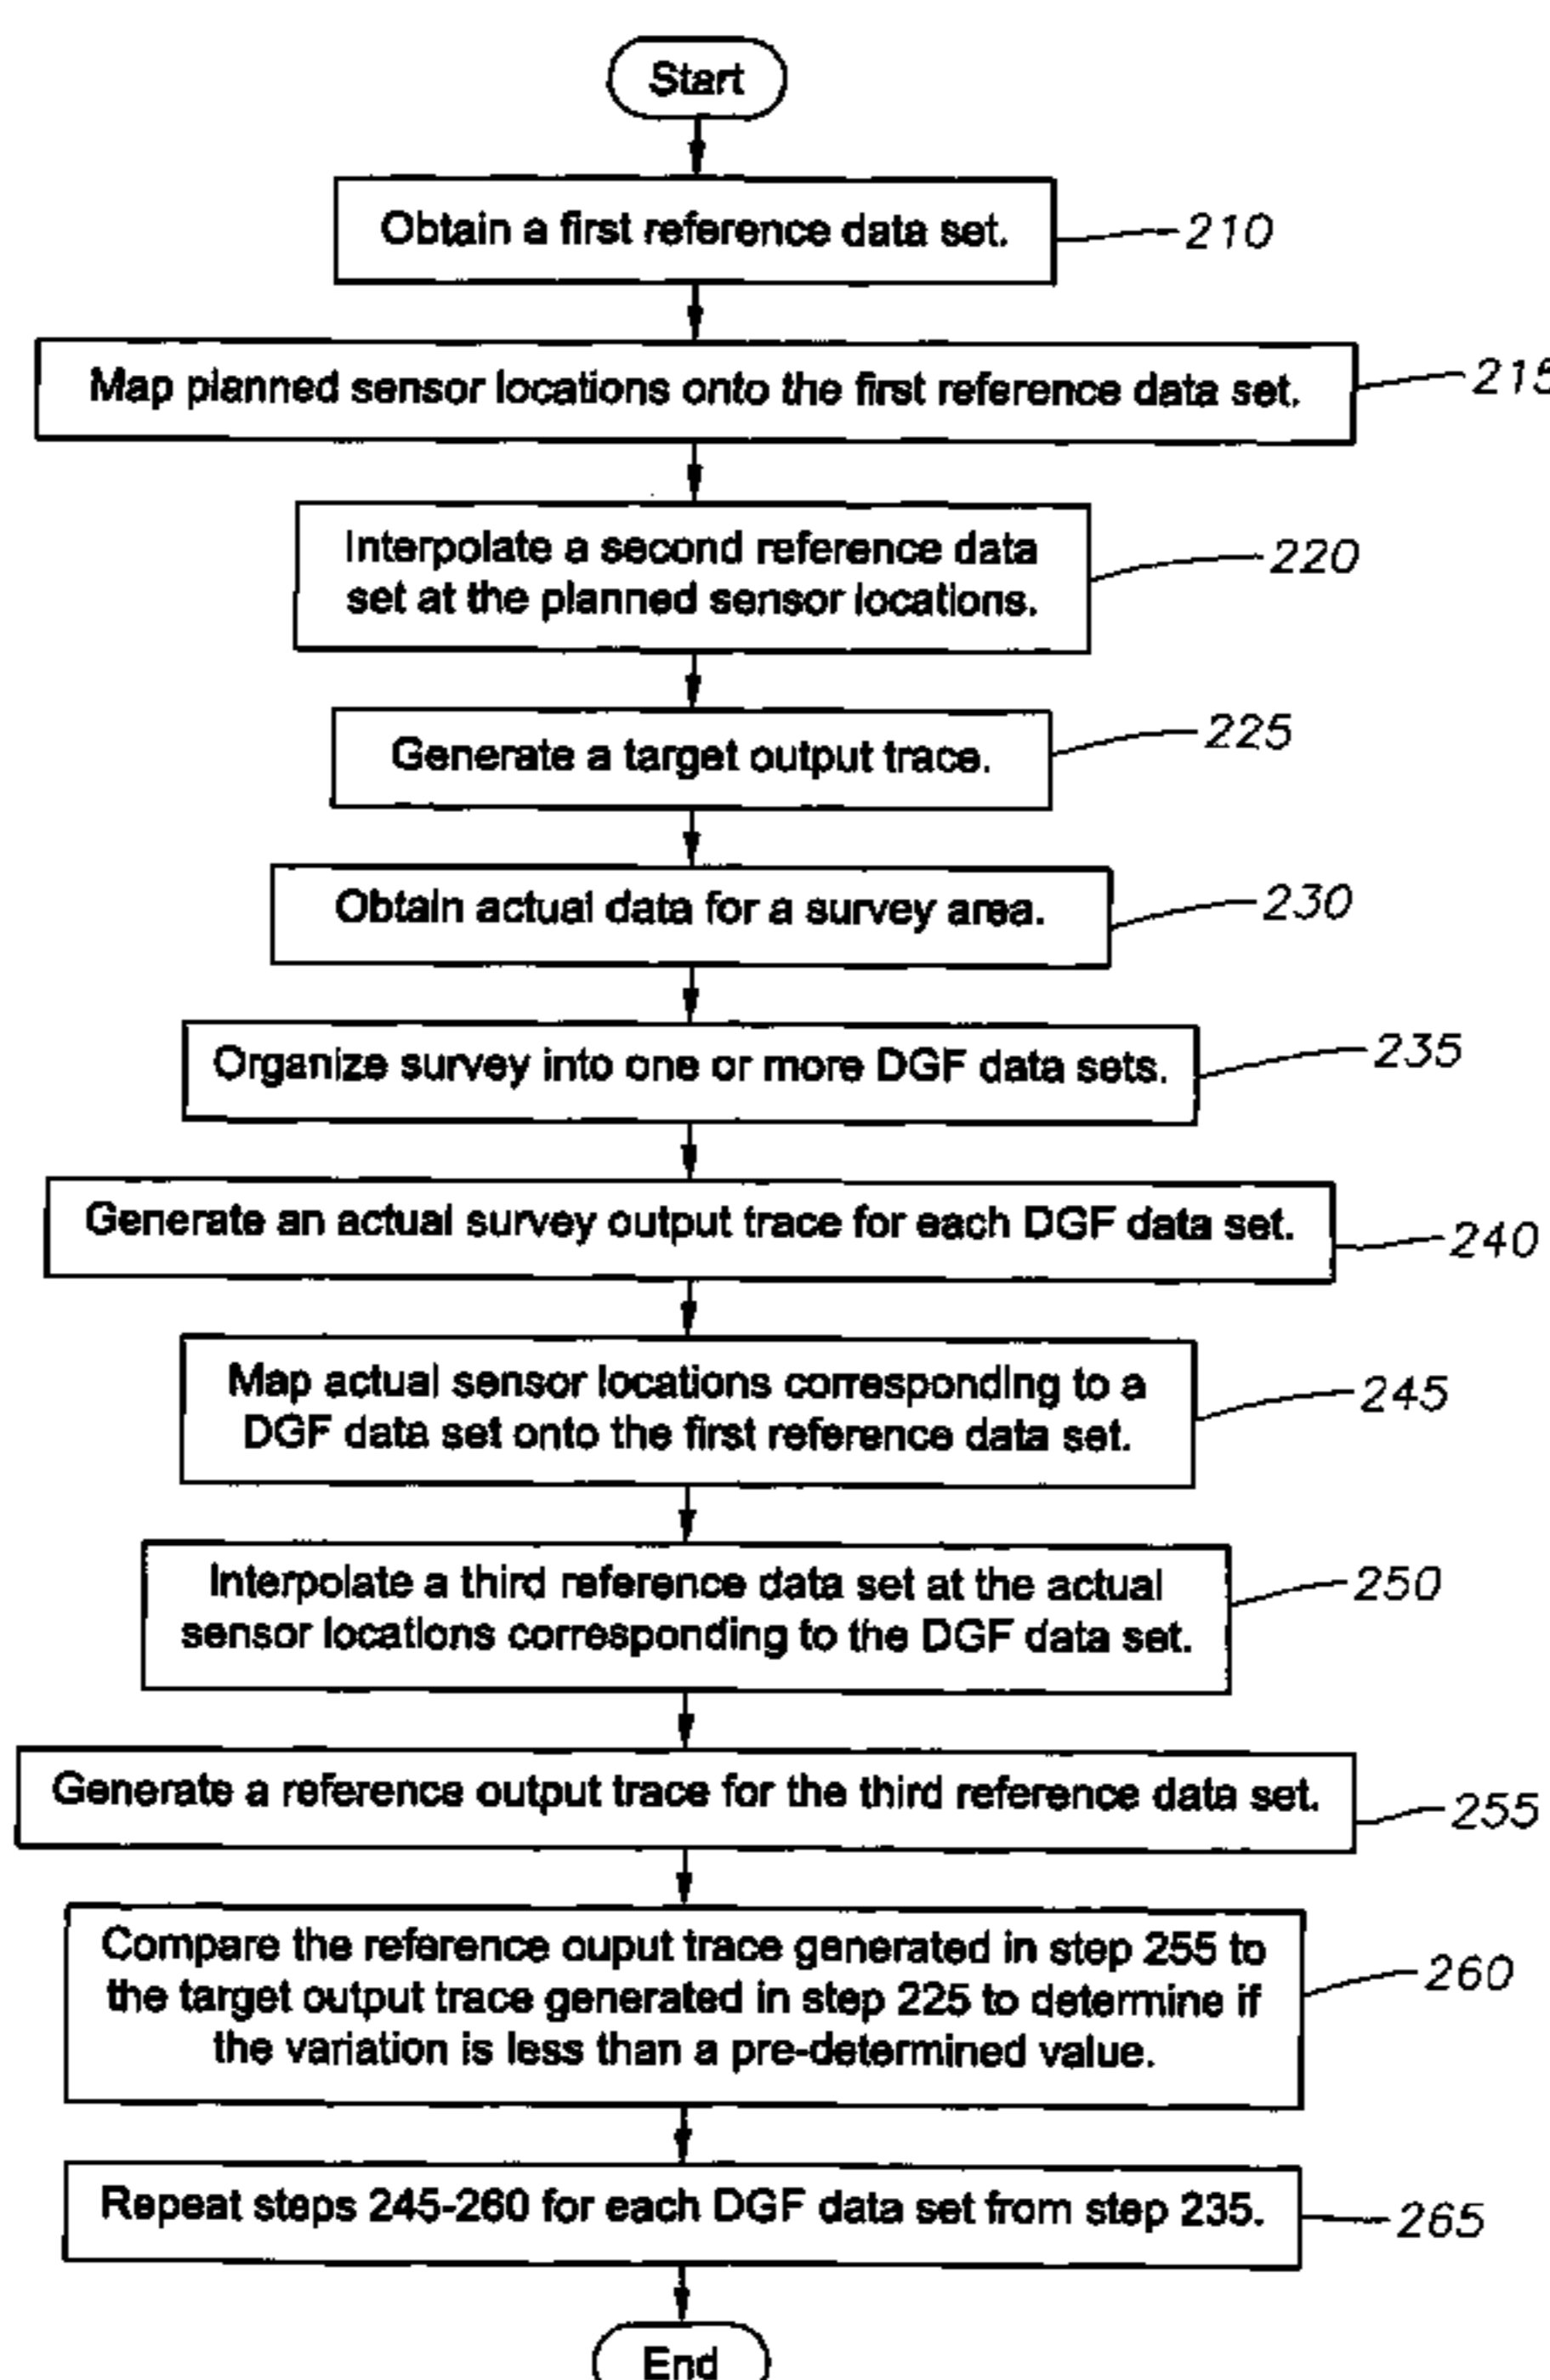 Start
Obtain a first reference data set.
210
Map planned sensor locations onto the first reference data set.
215
Interpolate a second reference data
set at the planned sensor locations.
220
Generate a target output trace.
225
Obtain actual data for a survey area.
230
Organize survey into one or more DGF data sets.
235
Generate an actual survey output trace for each DGF data set.
240
Map actual sensor locations corresponding to a
DGF data set onto the first reference data set.
245
Interpolate a third reference data set at the actual
sensor locations corresponding to the DGF data set.
250
Generate a reference output trace for the third reference data set.
255
Compare the reference ouput trace generated in step 255 to
the target output trace generated in step 225 to determine if
the variation is less than a pre-determined value.
260
Repeat steps 245-260 for each DGF data set from step 235.
265
End